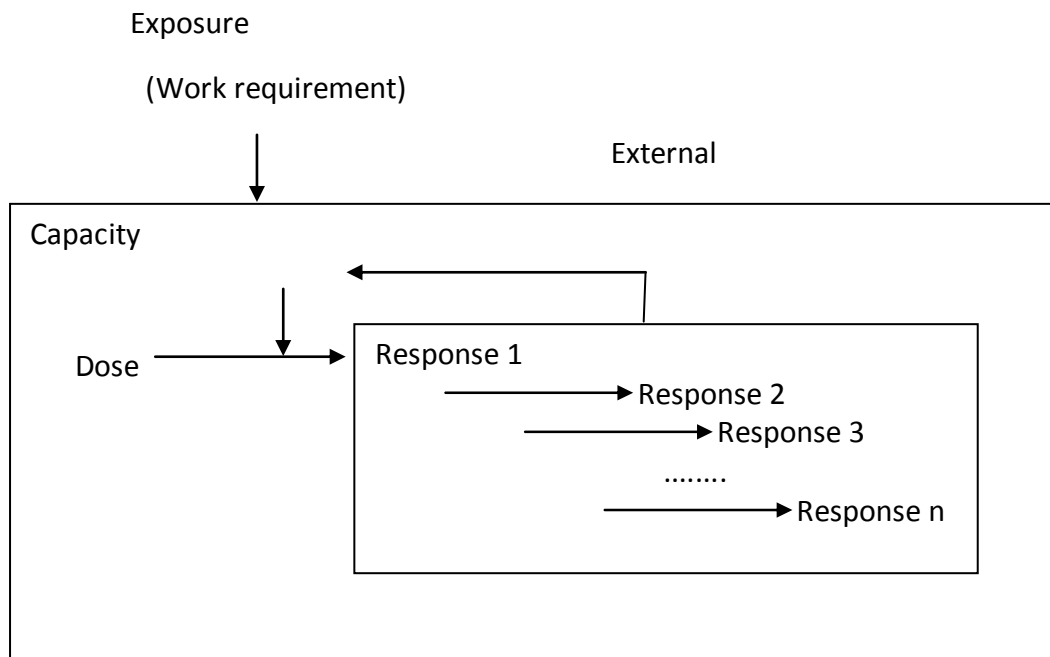 Exposure
(Work requirement)
External
Capacity
Dose
Response 1
Response 2
Response 3
........
Response n